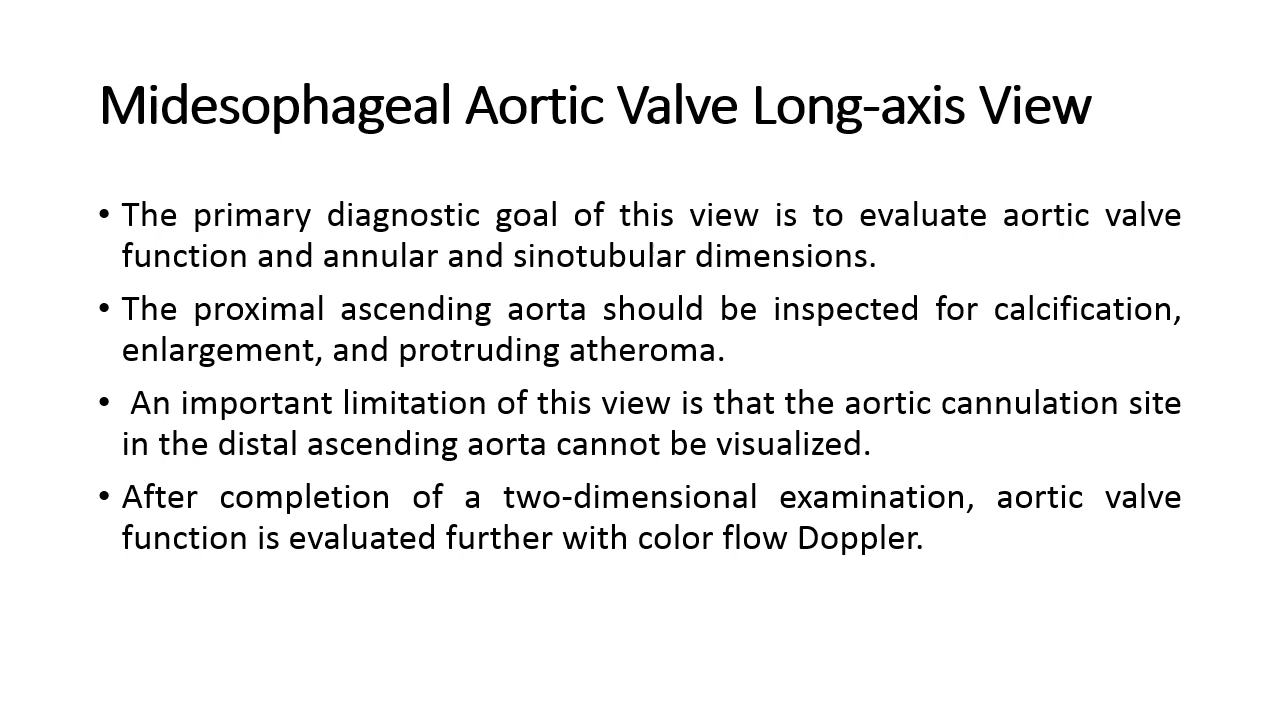 Midesophageal Aortic Valve Long-axis View
• The primary diagnostic goal of this view is to evaluate aortic valve
function and annular and sinotubular dimensions.
• The proximal ascending aorta should be inspected for calcification,
enlargement, and protruding atheroma.
• An important limitation of this view is that the aortic cannulation site
in the distal ascending aorta cannot be visualized.
• After completion of a two-dimensional examination, aortic valve
function is evaluated further with color flow Doppler.